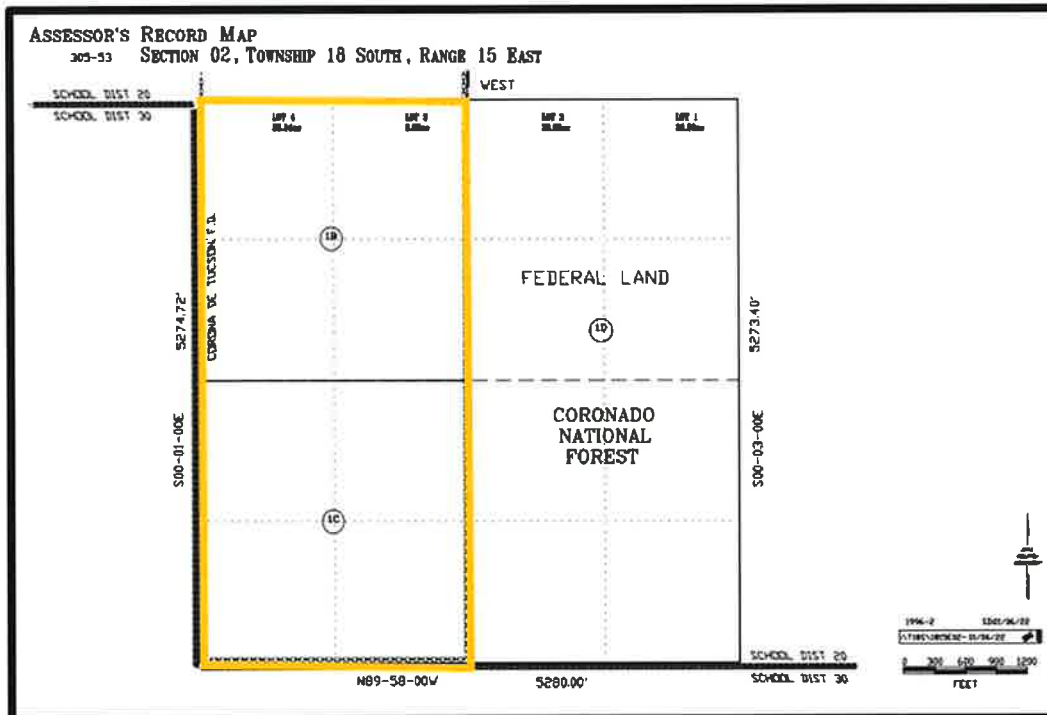 ASSESSOR'S RECORD MAP
305-53 SECTION 02, TOWNSHIP 18 SOUTH, RANGE 15 EAST
WEST
SCHOOL DIST 20
SCHOOL DIST 30
LOT 4
LOT 3
LOT 2
LOT 1
CORONA DE TUCSON F.D.
1B
FEDERAL LAND
1D
5274.72'
5273.40'
CORONADO
NATIONAL
FOREST
S00-01-00E
S00-03-00E
1C
1996-2
SCHOOL DIST 20
SCHOOL DIST 30
N89-58-00W
5280.00'
0 300 600 900 1200
FEET